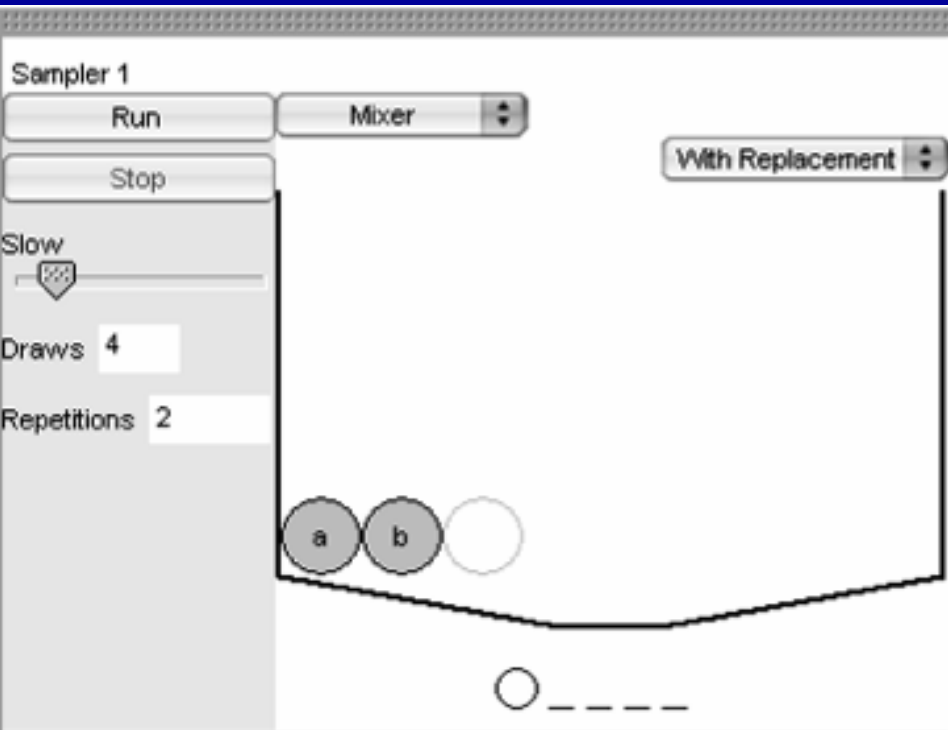 Sampler 1
Run
Mixer
With Replacement
Stop
Slow
Draws 4
Repetitions 2
a b